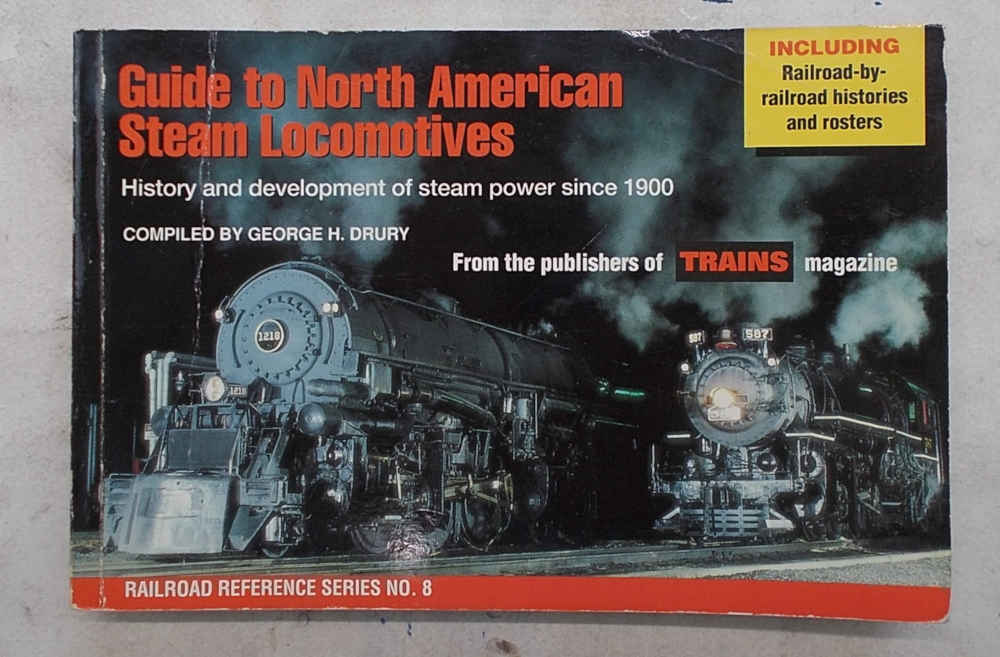 Guide to North American
Steam Locomotives
INCLUDING
Railroad-by-
railroad histories
and rosters
History and development of steam power since 1900
COMPILED BY GEORGE H. DRURY
From the publishers of TRAINS magazine
1218
1218
587
587
RAILROAD REFERENCE SERIES NO. 8